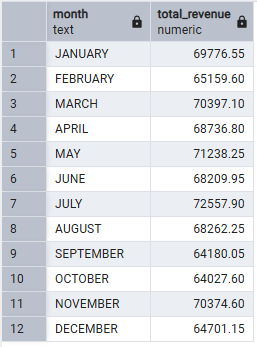 month total_revenue
text numeric
1 JANUARY 69776.55
2 FEBRUARY 65159.60
3 MARCH 70397.10
4 APRIL 68736.80
5 MAY 71238.25
6 JUNE 68209.95
7 JULY 72557.90
8 AUGUST 68262.25
9 SEPTEMBER 64180.05
10 OCTOBER 64027.60
11 NOVEMBER 70374.60
12 DECEMBER 64701.15